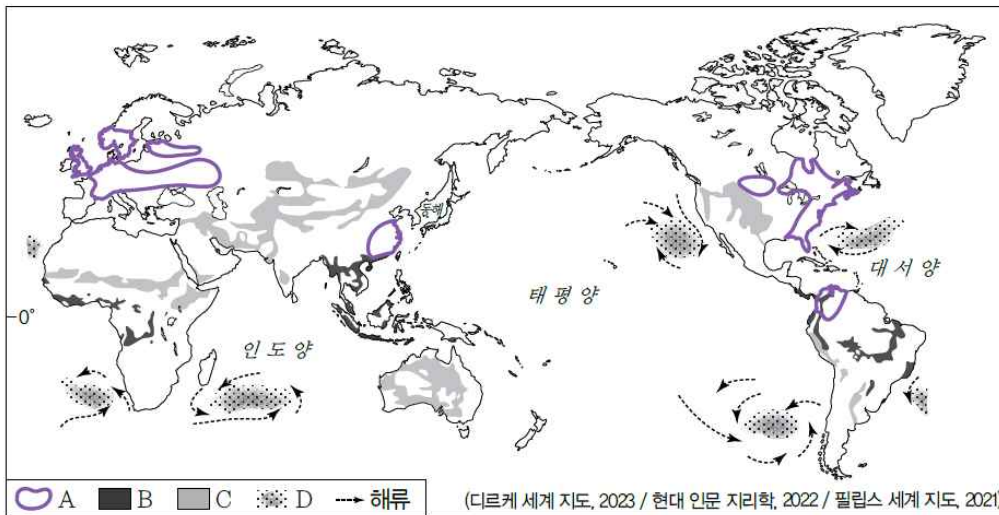 동해
대서양
태평양
0°
인도양
A B C D 해류
(디르케 세계 지도, 2023 / 현대 인문 지리학, 2022 / 필립스 세계 지도, 2021)